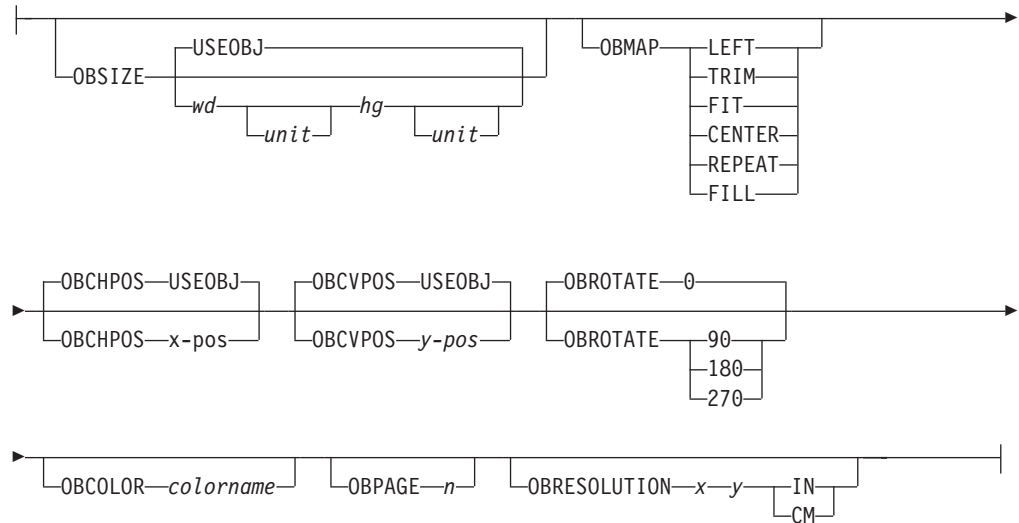 USEOBJ
OBSIZE
wd unit hg unit
OBMAP LEFT
TRIM
FIT
CENTER
REPEAT
FILL
OBCHPOS USEOBJ
OBCHPOS x-pos
OBCVPOS USEOBJ
OBCVPOS y-pos
OBROTATE 0
OBROTATE 90
180
270
OBCOLOR colorname
OBPAGE n
OBRESOLUTION x y IN
CM